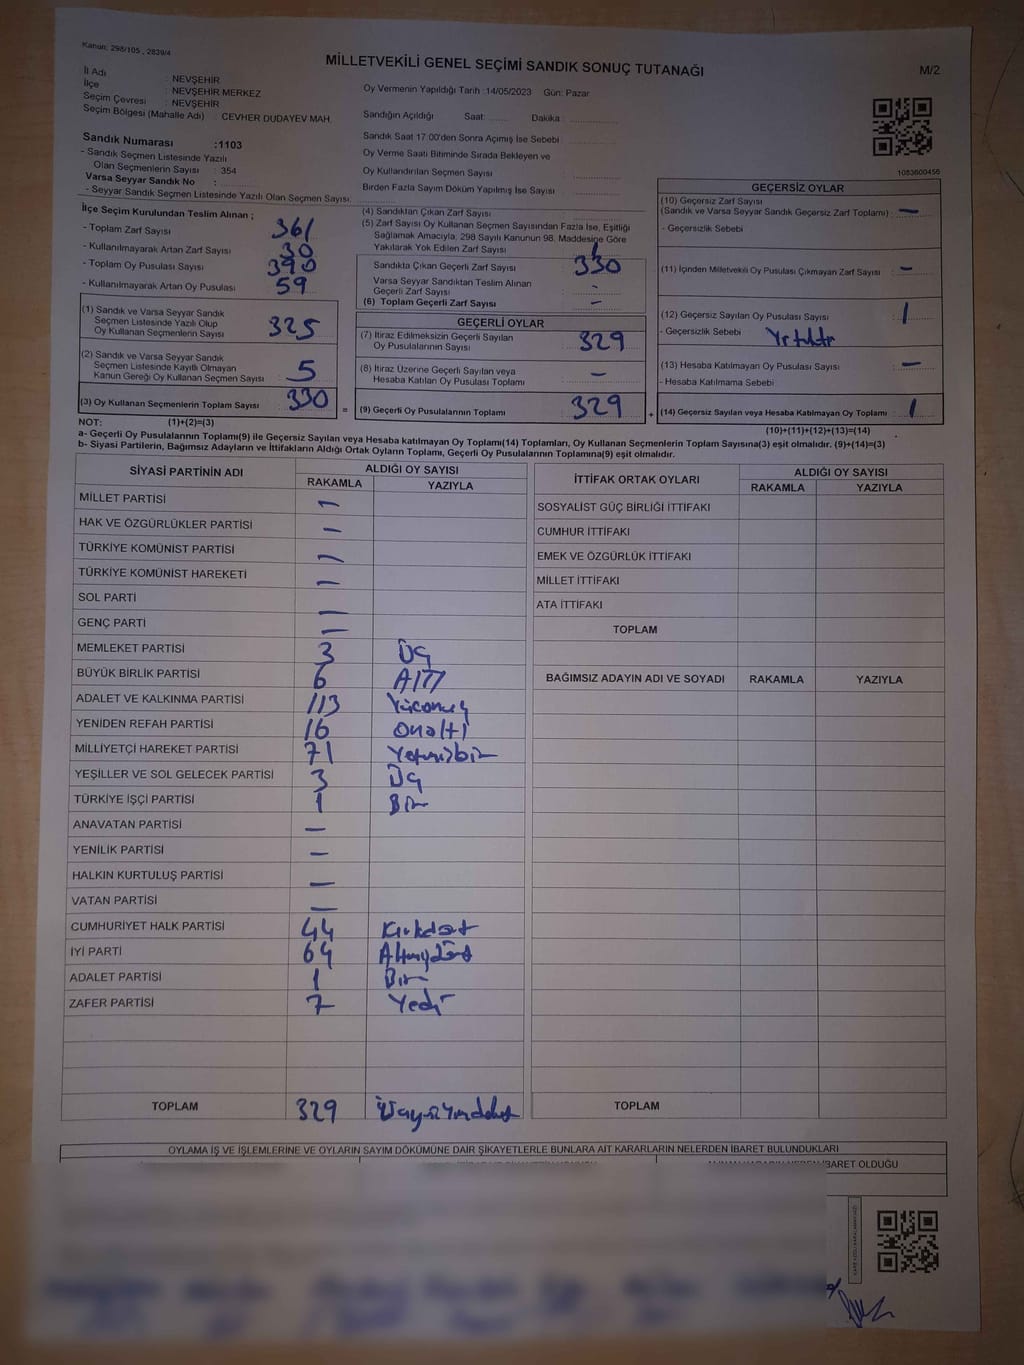 Kanun: 298/105 , 2839/4
MİLLETVEKİLİ GENEL SEÇİMİ SANDIK SONUÇ TUTANAĞI
M/2
İl Adı : NEVŞEHİR
İlçe : NEVŞEHİR MERKEZ
Seçim Çevresi : NEVŞEHİR
Seçim Bölgesi (Mahalle Adı) : CEVHER DUDAYEV MAH.
Sandık Numarası :1103
- Sandık Seçmen Listesinde Yazılı
Olan Seçmenlerin Sayısı : 354
Varsa Seyyar Sandık No :
- Seyyar Sandık Seçmen Listesinde Yazılı Olan Seçmen Sayısı:
Oy Vermenin Yapıldığı Tarih :14/05/2023 Gün: Pazar
Sandığın Açıldığı Saat: Dakika :
Sandık Saat 17:00'den Sonra Açılmış İse Sebebi :
Oy Verme Saati Bitiminde Sırada Bekleyen ve
Oy Kullandırılan Seçmen Sayısı :
Birden Fazla Sayım Döküm Yapılmış İse Sayısı :
1083600456
İlçe Seçim Kurulundan Teslim Alınan ;
- Toplam Zarf Sayısı : 361
- Kullanılmayarak Artan Zarf Sayısı : 30
- Toplam Oy Pusulası Sayısı : 390
- Kullanılmayarak Artan Oy Pusulası : 59
(1) Sandık ve Varsa Seyyar Sandık
Seçmen Listesinde Yazılı Olup
Oy Kullanan Seçmenlerin Sayısı : 325
(2) Sandık ve Varsa Seyyar Sandık
Seçmen Listesinde Kayıtlı Olmayan
Kanun Gereği Oy Kullanan Seçmen Sayısı : 5
(3) Oy Kullanan Seçmenlerin Toplam Sayısı : 330
(4) Sandıktan Çıkan Zarf Sayısı :
(5) Zarf Sayısı Oy Kullanan Seçmen Sayısından Fazla İse, Eşitliği
Sağlamak Amacıyla; 298 Sayılı Kanunun 98. Maddesine Göre
Yakılarak Yok Edilen Zarf Sayısı :
Sandıkta Çıkan Geçerli Zarf Sayısı : 330
Varsa Seyyar Sandıktan Teslim Alınan
Geçerli Zarf Sayısı : -
(6) Toplam Geçerli Zarf Sayısı : -
GEÇERLİ OYLAR
(7) İtiraz Edilmeksizin Geçerli Sayılan
Oy Pusulalarının Sayısı : 329
(8) İtiraz Üzerine Geçerli Sayılan veya
Hesaba Katılan Oy Pusulası Toplamı : -
= (9) Geçerli Oy Pusulalarının Toplamı : 329
GEÇERSİZ OYLAR
(10) Geçersiz Zarf Sayısı
(Sandık ve Varsa Seyyar Sandık Geçersiz Zarf Toplamı) : -
- Geçersizlik Sebebi
(11) İçinden Milletvekili Oy Pusulası Çıkmayan Zarf Sayısı : -
(12) Geçersiz Sayılan Oy Pusulası Sayısı : 1
- Geçersizlik Sebebi
(13) Hesaba Katılmayan Oy Pusulası Sayısı : -
- Hesaba Katılmama Sebebi
+ (14) Geçersiz Sayılan veya Hesaba Katılmayan Oy Toplamı : 1
NOT: (1)+(2)=(3)
(10)+(11)+(12)+(13)=(14)
a- Geçerli Oy Pusulalarının Toplamı(9) ile Geçersiz Sayılan veya Hesaba katılmayan Oy Toplamı(14) Toplamları, Oy Kullanan Seçmenlerin Toplam Sayısına(3) eşit olmalıdır. (9)+(14)=(3)
b- Siyasi Partilerin, Bağımsız Adayların ve İttifakların Aldığı Ortak Oyların Toplamı, Geçerli Oy Pusulalarının Toplamına(9) eşit olmalıdır.
SİYASİ PARTİNİN ADI ALDIĞI OY SAYISI
RAKAMLA YAZIYLA
MİLLET PARTİSİ -
HAK VE ÖZGÜRLÜKLER PARTİSİ -
TÜRKİYE KOMÜNİST PARTİSİ -
TÜRKİYE KOMÜNİST HAREKETİ -
SOL PARTİ -
GENÇ PARTİ -
MEMLEKET PARTİSİ 3 Üç
BÜYÜK BİRLİK PARTİSİ 6 Altı
ADALET VE KALKINMA PARTİSİ 113 Yüzonüç
YENİDEN REFAH PARTİSİ 16 Onaltı
MİLLİYETÇİ HAREKET PARTİSİ 71 Yetmişbir
YEŞİLLER VE SOL GELECEK PARTİSİ 3 Üç
TÜRKİYE İŞÇİ PARTİSİ 1 Bir
ANAVATAN PARTİSİ -
YENİLİK PARTİSİ -
HALKIN KURTULUŞ PARTİSİ -
VATAN PARTİSİ -
CUMHURİYET HALK PARTİSİ 44 Kırkdört
İYİ PARTİ 64 Altmışdört
ADALET PARTİSİ 1 Bir
ZAFER PARTİSİ 7 Yedi
TOPLAM 329 Üçyüzyirmidokuz
İTTİFAK ORTAK OYLARI ALDIĞI OY SAYISI
RAKAMLA YAZIYLA
SOSYALİST GÜÇ BİRLİĞİ İTTİFAKI
CUMHUR İTTİFAKI
EMEK VE ÖZGÜRLÜK İTTİFAKI
MİLLET İTTİFAKI
ATA İTTİFAKI
TOPLAM
BAĞIMSIZ ADAYIN ADI VE SOYADI RAKAMLA YAZIYLA
TOPLAM
OYLAMA İŞ VE İŞLEMLERİNE VE OYLARIN SAYIM DÖKÜMÜNE DAİR ŞİKAYETLERLE BUNLARA AİT KARARLARIN NELERDEN İBARET BULUNDUKLARI
İBARET OLDUĞU